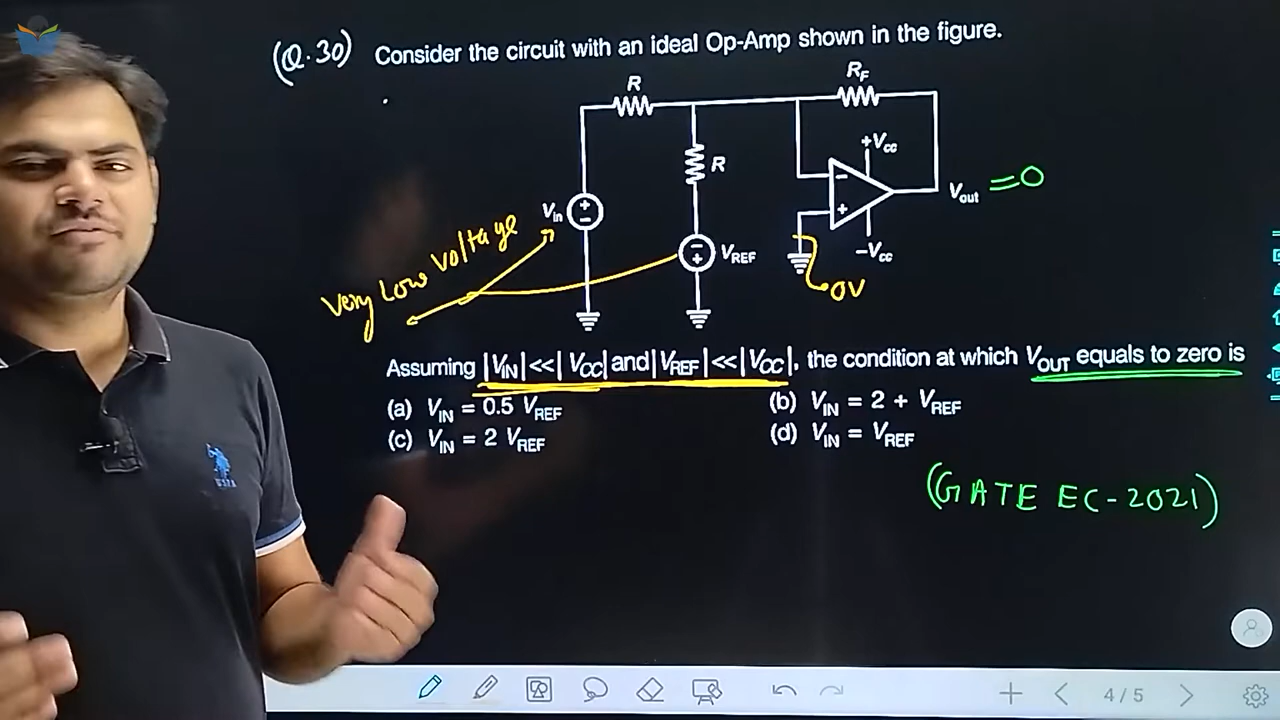 (Q.30) Consider the circuit with an ideal Op-Amp shown in the figure.
R
R_F
+V_cc
R
V_in
V_out = 0
V_REF
-V_cc
Very Low Voltage
0V
Assuming |V_IN|<<|V_CC| and |V_REF|<<|V_CC|, the condition at which V_OUT equals to zero is
(a) V_IN = 0.5 V_REF
(b) V_IN = 2 + V_REF
(c) V_IN = 2 V_REF
(d) V_IN = V_REF
(GATE EC-2021)
4 / 5